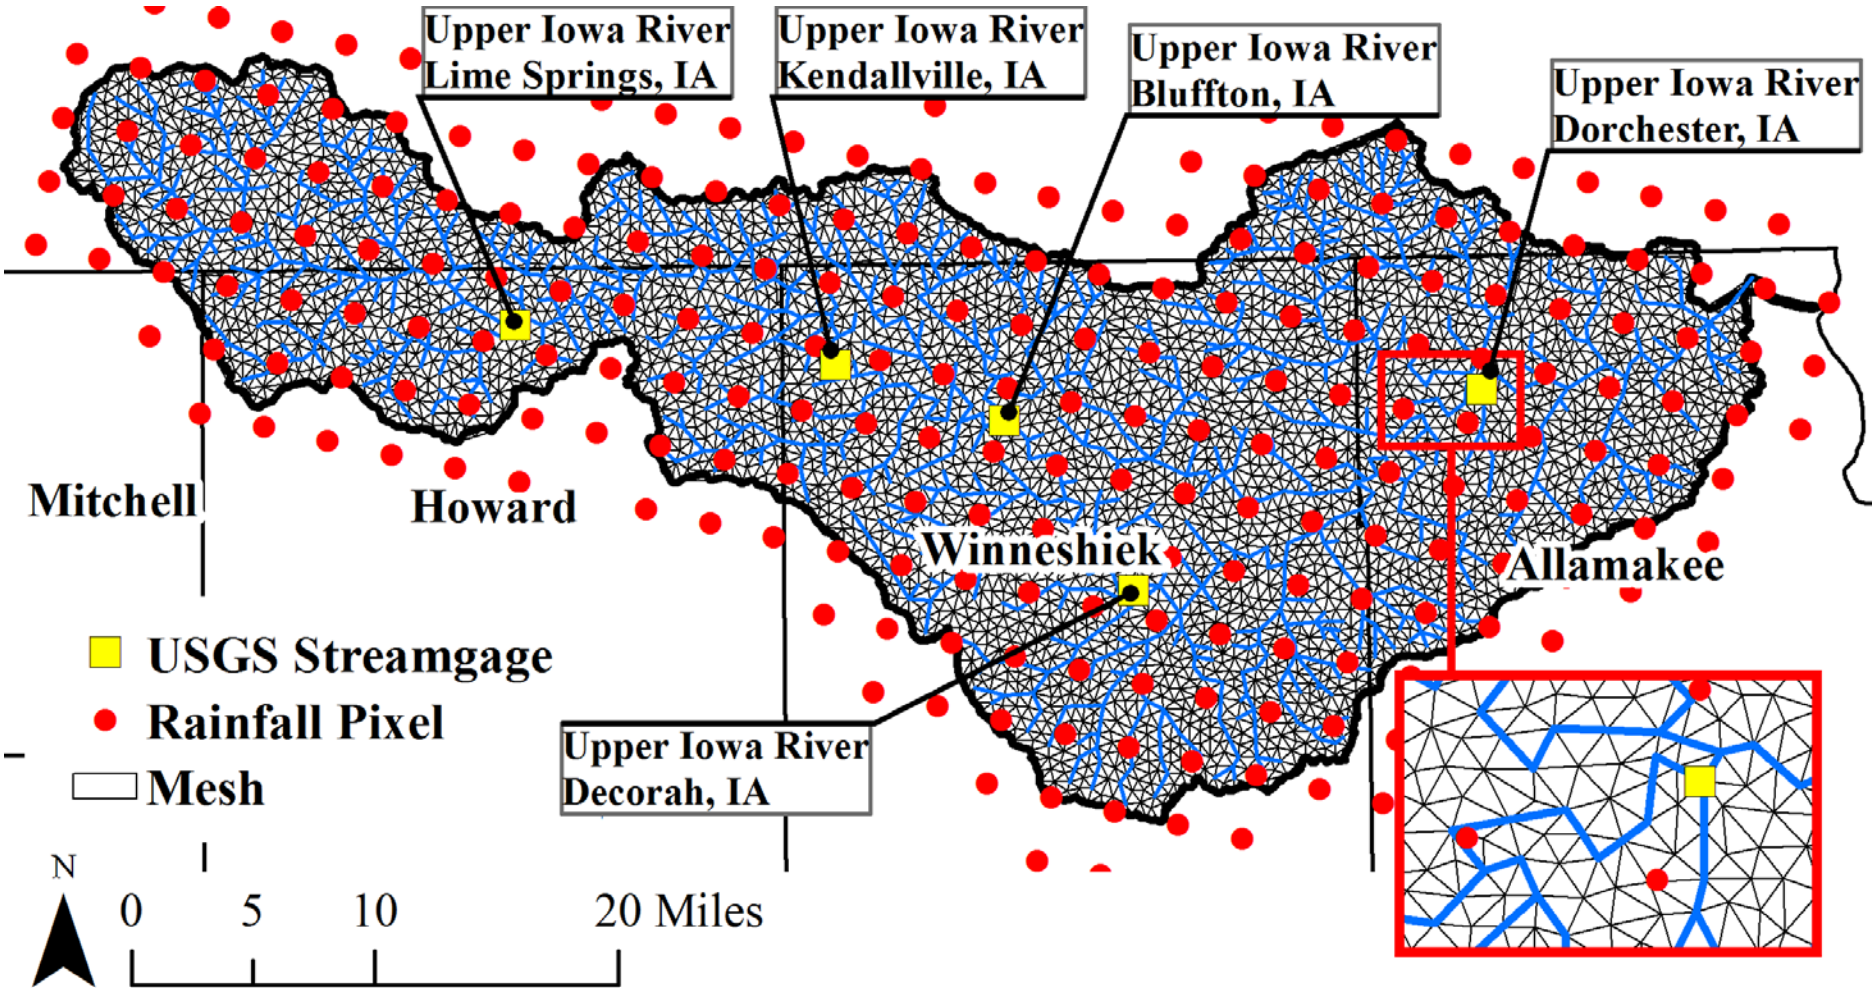 Upper Iowa River
Lime Springs, IA
Upper Iowa River
Kendallville, IA
Upper Iowa River
Bluffton, IA
Upper Iowa River
Dorchester, IA
Mitchell
Howard
Winneshiek
Allamakee
USGS Streamgage
Rainfall Pixel
Mesh
Upper Iowa River
Decorah, IA
N
0 5 10 20 Miles